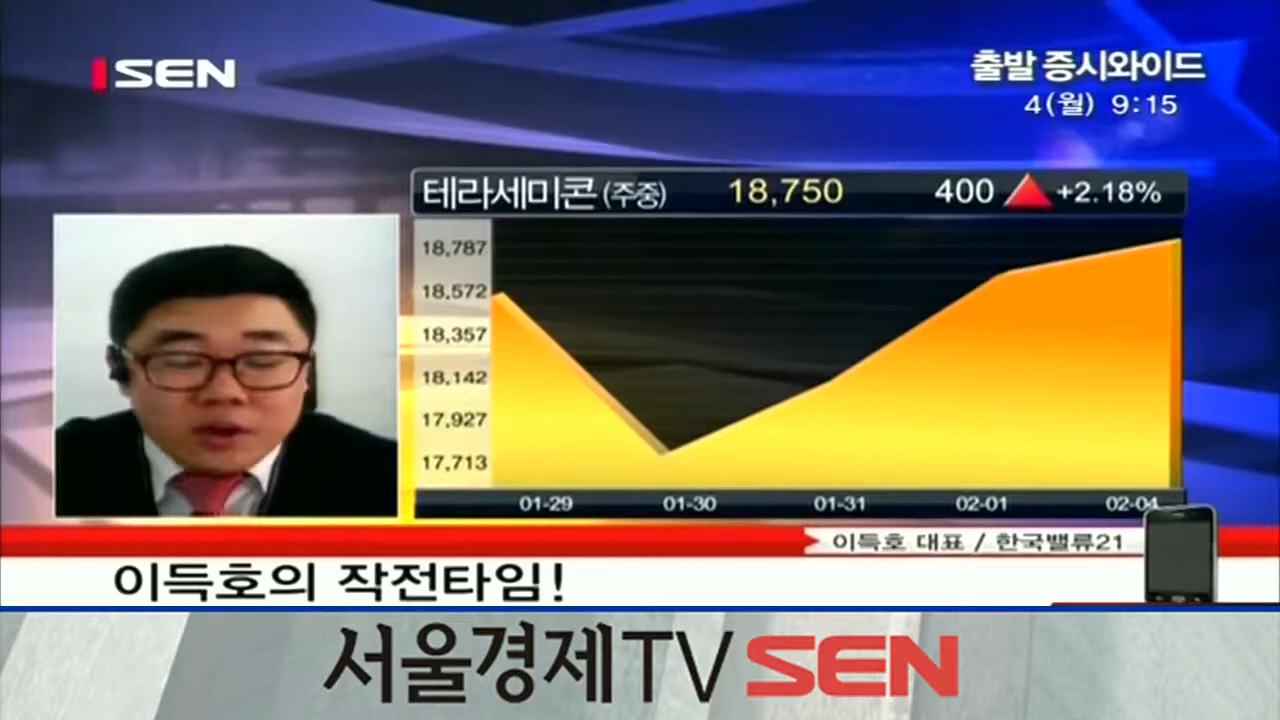 SEN
출발 증시와이드
4(월) 9:15
테라세미콘 (주중) 18,750 400 ▲ +2.18%
18,787
18,572
18,357
18,142
17,927
17,713
01-29 01-30 01-31 02-01 02-04
이득호 대표 / 한국밸류21
이득호의 작전타임!
서울경제TV SEN